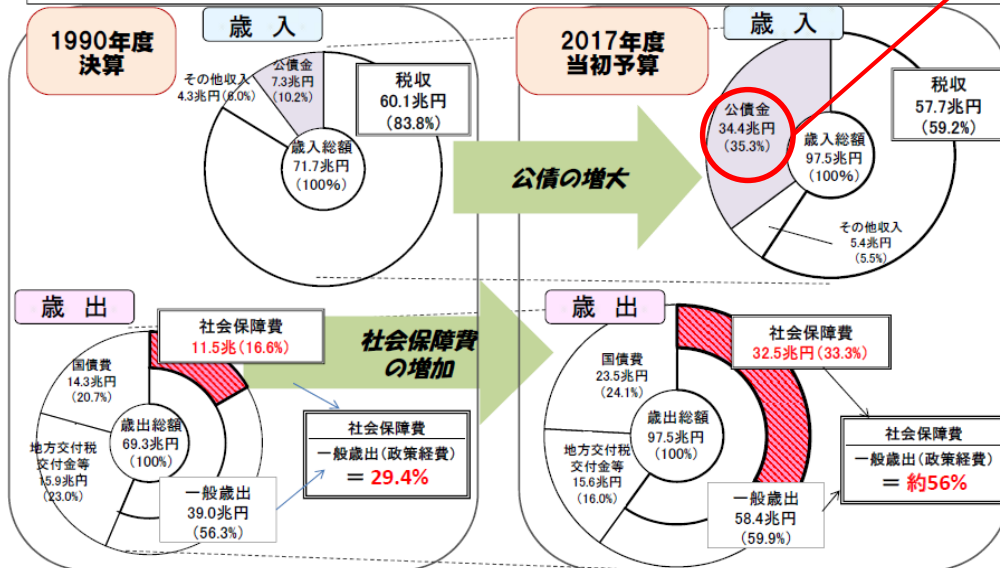 1990年度
決算
歳 入
その他収入
4.3兆円(6.0%)
公債金
7.3兆円
(10.2%)
税収
60.1兆円
(83.8%)
歳入総額
71.7兆円
(100%)
公債の増大
2017年度
当初予算
歳 入
公債金
34.4兆円
(35.3%)
税収
57.7兆円
(59.2%)
歳入総額
97.5兆円
(100%)
その他収入
5.4兆円
(5.5%)
歳 出
社会保障費
11.5兆(16.6%)
国債費
14.3兆円
(20.7%)
歳出総額
69.3兆円
(100%)
地方交付税
交付金等
15.9兆円
(23.0%)
一般歳出
39.0兆円
(56.3%)
社会保障費
一般歳出(政策経費)
= 29.4%
社会保障費
の増加
歳 出
社会保障費
32.5兆円(33.3%)
国債費
23.5兆円
(24.1%)
歳出総額
97.5兆円
(100%)
地方交付税
交付金等
15.6兆円
(16.0%)
一般歳出
58.4兆円
(59.9%)
社会保障費
一般歳出(政策経費)
= 約56%